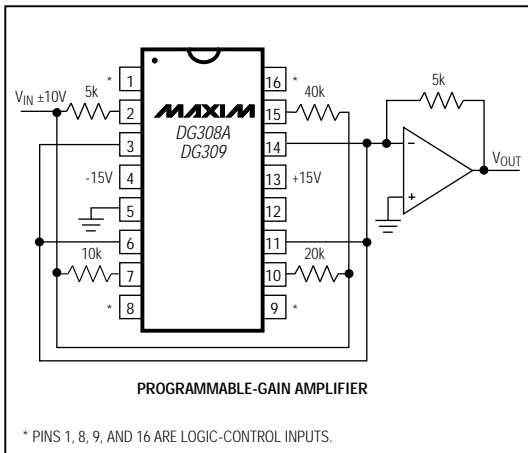 * 1 16 *
V_IN ±10V 5k 2 15 40k 5k
MAXIM
DG308A
DG309
3 14 − V_OUT
-15V 4 13 +15V +
5 12
6 11
10k 7 10 20k
* 8 9 *
PROGRAMMABLE-GAIN AMPLIFIER
* PINS 1, 8, 9, AND 16 ARE LOGIC-CONTROL INPUTS.